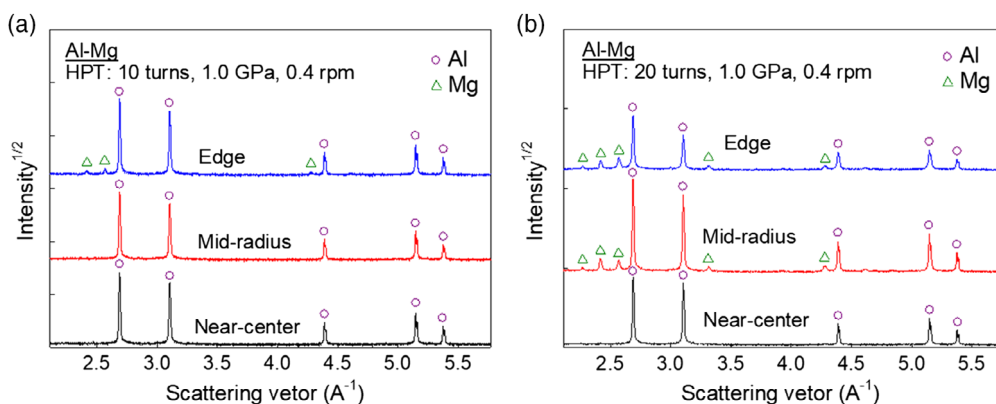 (a)
Al-Mg
HPT: 10 turns, 1.0 GPa, 0.4 rpm
Al
Mg
Edge
Mid-radius
Near-center
Intensity1/2
2.5 3.0 3.5 4.0 4.5 5.0 5.5
Scattering vetor (A-1)
(b)
Al-Mg
HPT: 20 turns, 1.0 GPa, 0.4 rpm
Al
Mg
Edge
Mid-radius
Near-center
Intensity1/2
2.5 3.0 3.5 4.0 4.5 5.0 5.5
Scattering vetor (A-1)